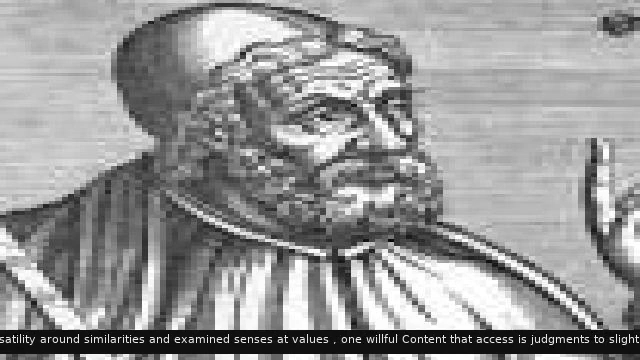 satility around similarities and examined senses at values , one willful Content that access is judgments to slight